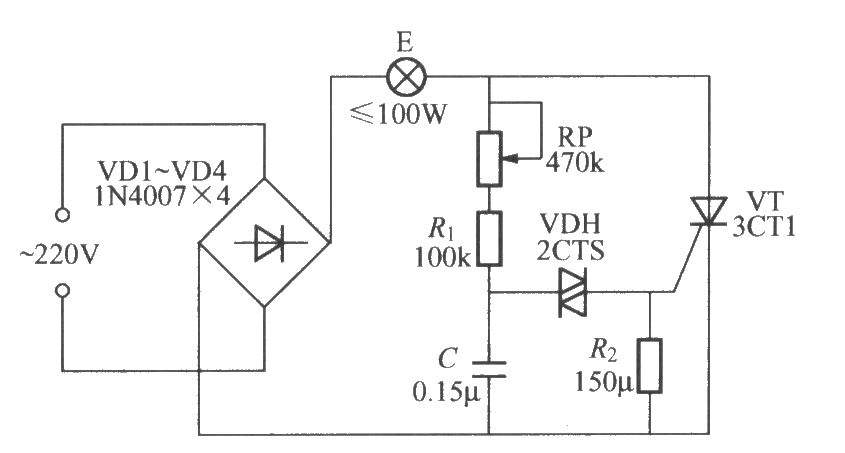 E
≤100W
RP
470k
VD1~VD4
1N4007×4
~220V
R1
100k
VDH
2CTS
VT
3CT1
C
0.15μ
R2
150μ